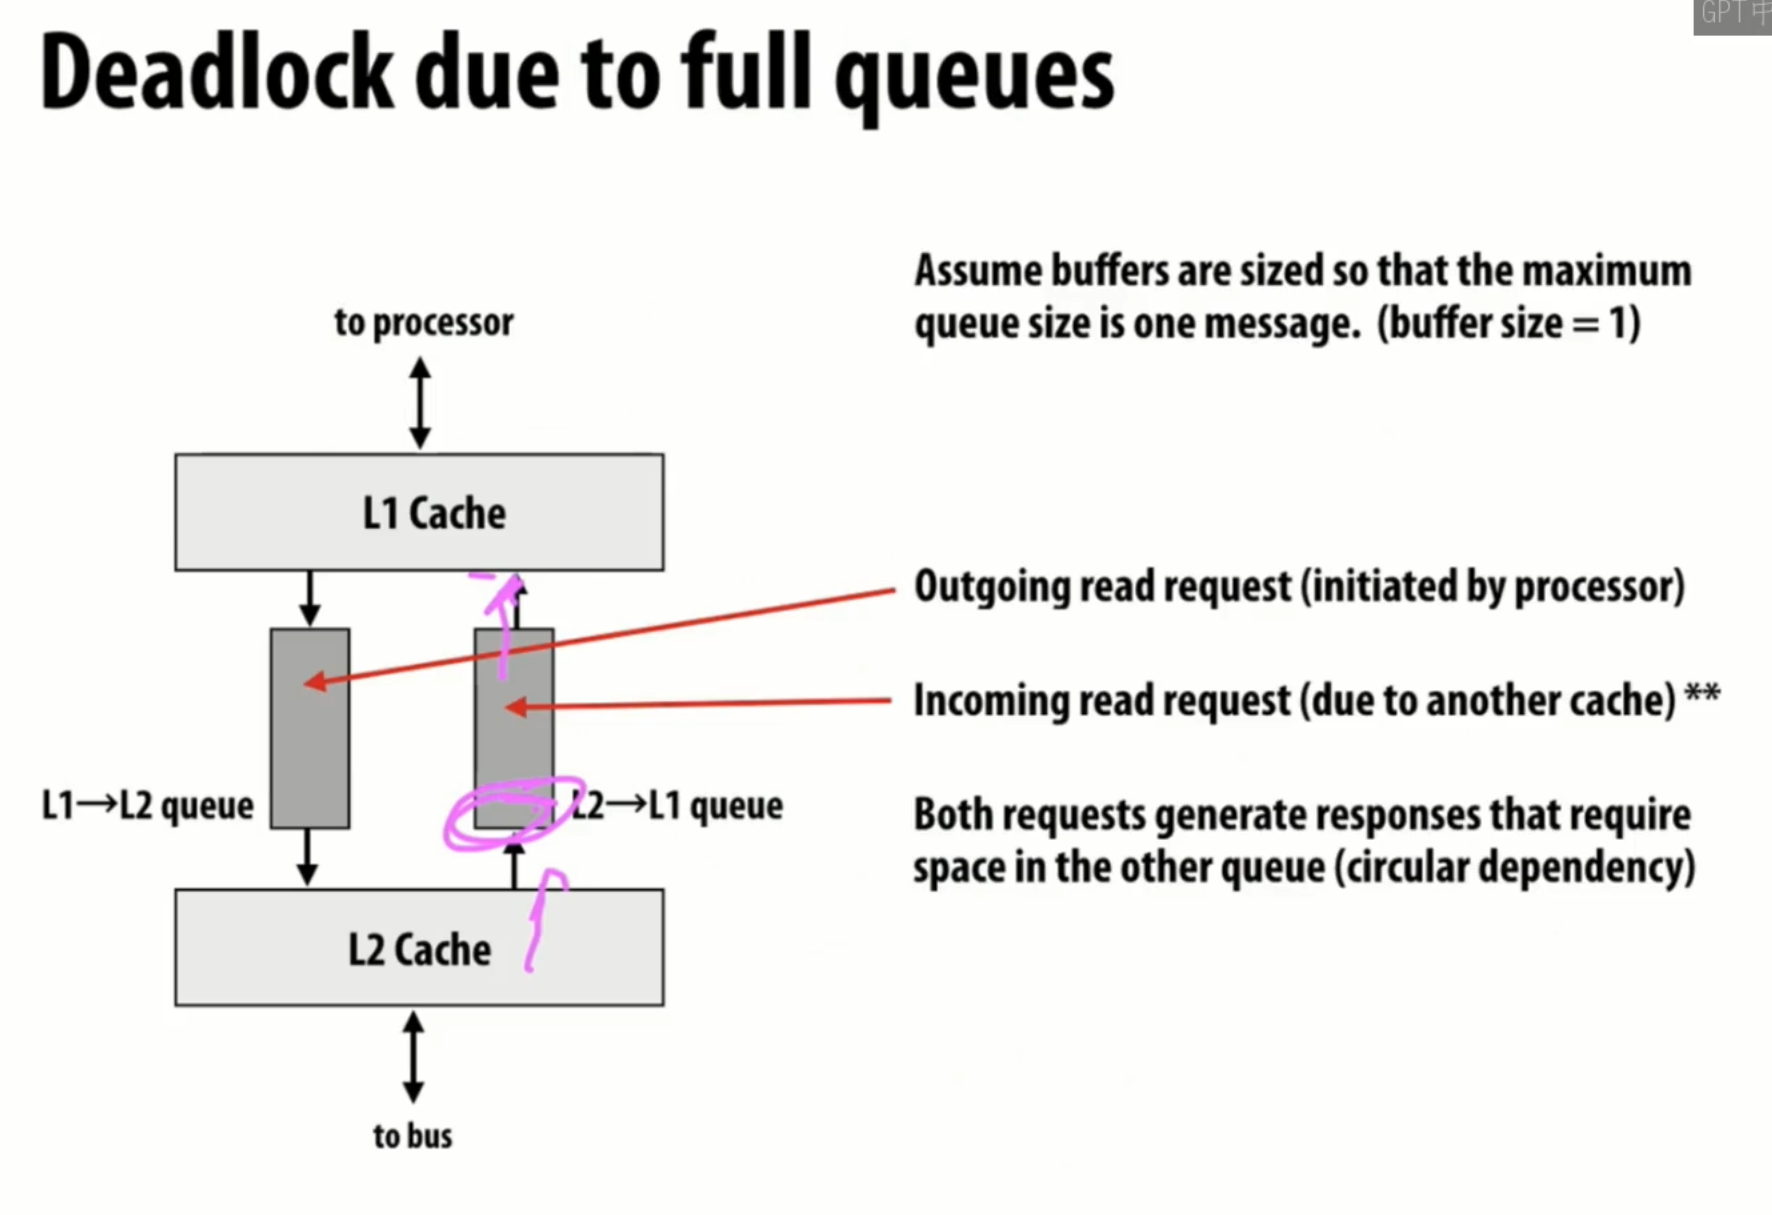 GPT中
Deadlock due to full queues
Assume buffers are sized so that the maximum
queue size is one message. (buffer size = 1)
to processor
L1 Cache
Outgoing read request (initiated by processor)
Incoming read request (due to another cache) **
L1→L2 queue
L2→L1 queue
Both requests generate responses that require
space in the other queue (circular dependency)
L2 Cache
to bus